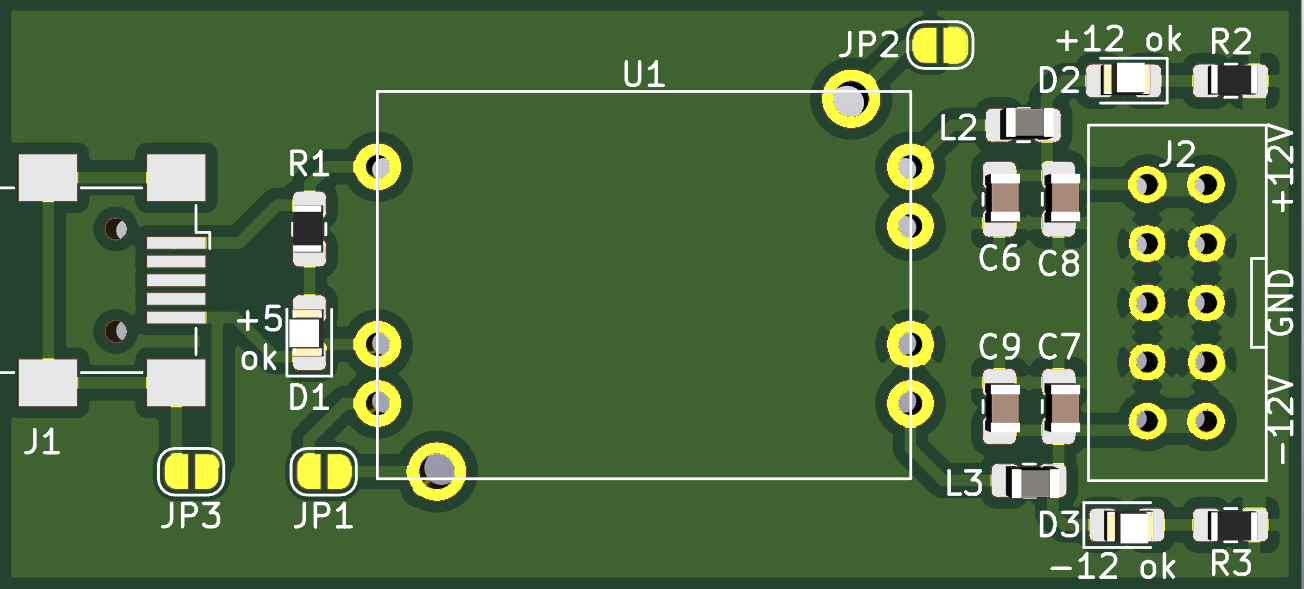 JP2
+12 ok
R2
U1
D2
L2
J2
+12V
R1
C6
C8
GND
+5
ok
C9
C7
D1
-12V
J1
L3
JP3
JP1
D3
-12 ok
R3